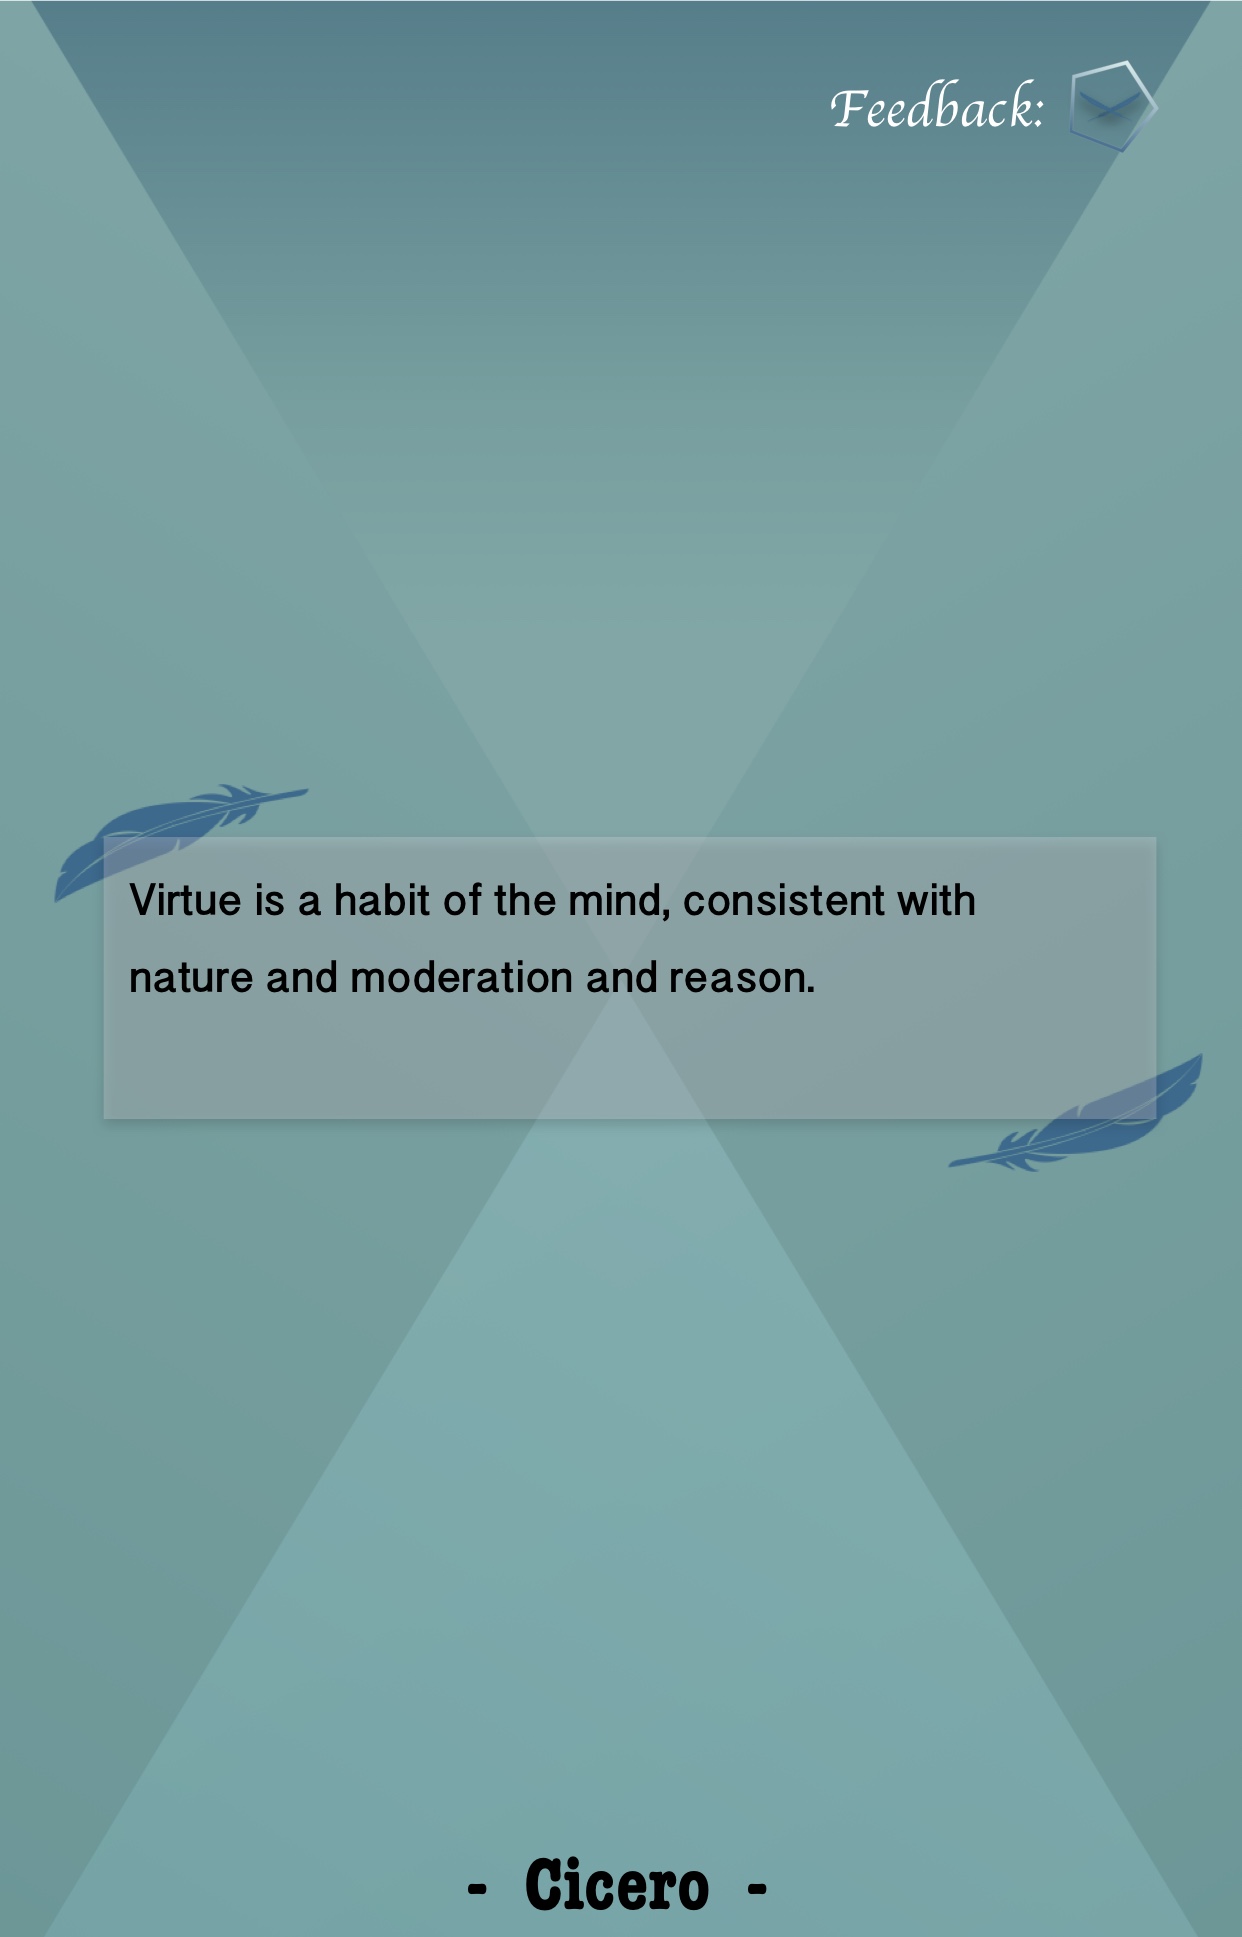 Feedback:
Virtue is a habit of the mind, consistent with
nature and moderation and reason.
- Cicero -